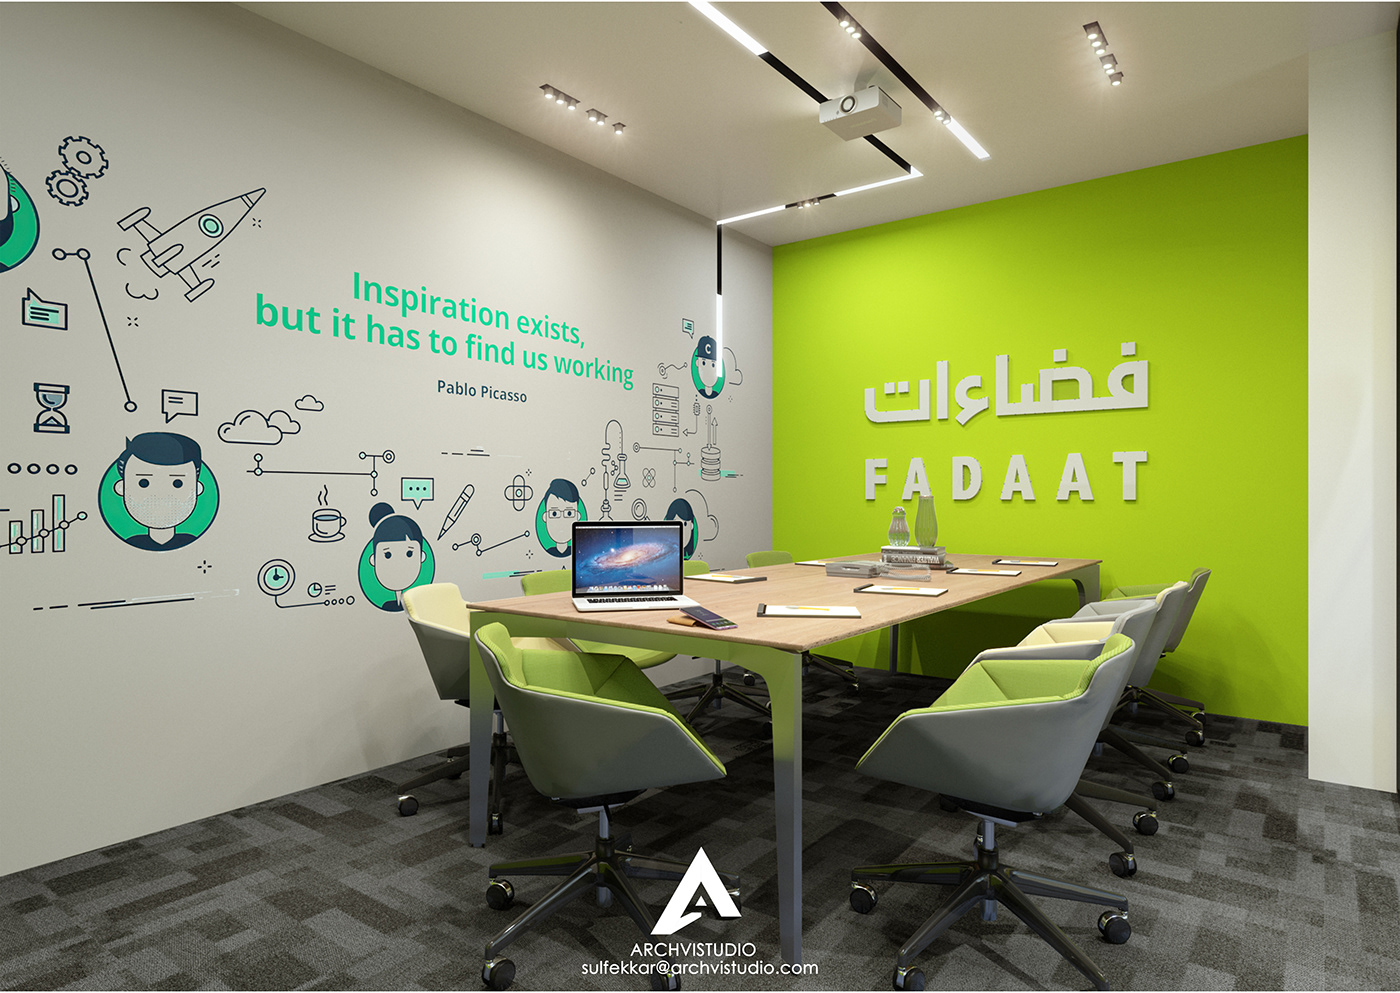 Inspiration exists,
but it has to find us working
Pablo Picasso
فضاءات
FADAAT
C
ARCHVISTUDIO
sulfekkar@archvistudio.com